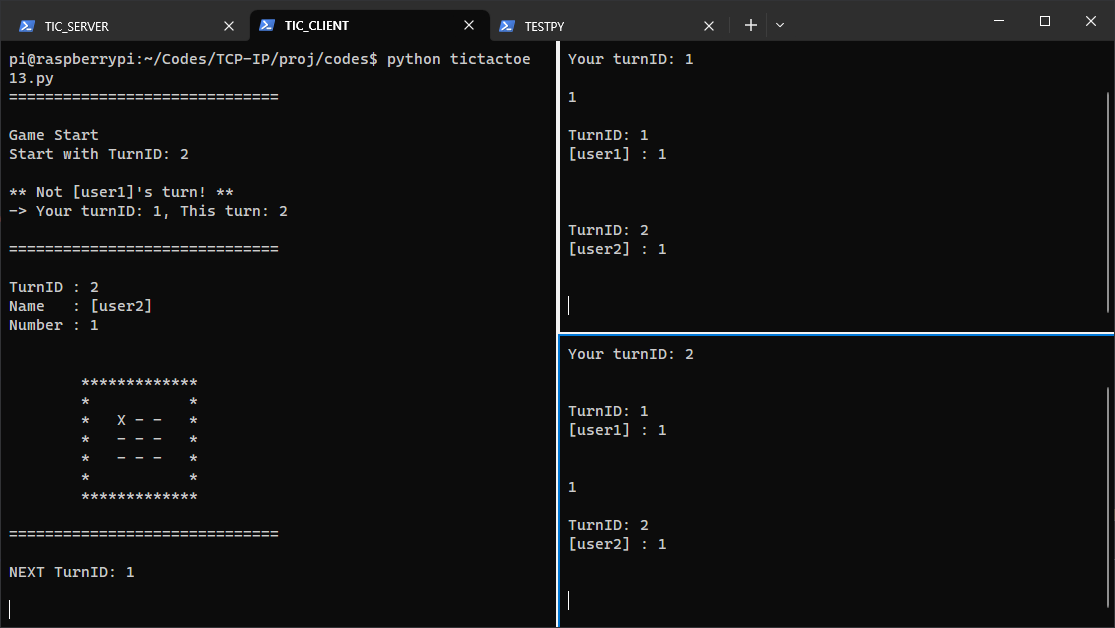 TIC_SERVER
TIC_CLIENT
TESTPY
pi@raspberrypi:~/Codes/TCP-IP/proj/codes$ python tictactoe
13.py
==============================
Game Start
Start with TurnID: 2
** Not [user1]'s turn! **
-> Your turnID: 1, This turn: 2
==============================
TurnID : 2
Name   : [user2]
Number : 1
*************
*           *
*   X - -   *
*   - - -   *
*   - - -   *
*           *
*************
==============================
NEXT TurnID: 1
Your turnID: 1
1
TurnID: 1
[user1] : 1
TurnID: 2
[user2] : 1
Your turnID: 2
TurnID: 1
[user1] : 1
1
TurnID: 2
[user2] : 1